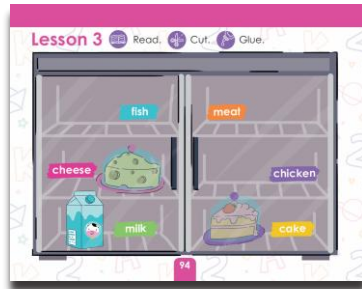 Lesson 3 Read. Cut. Glue.
fish
meat
cheese
chicken
milk
cake
94